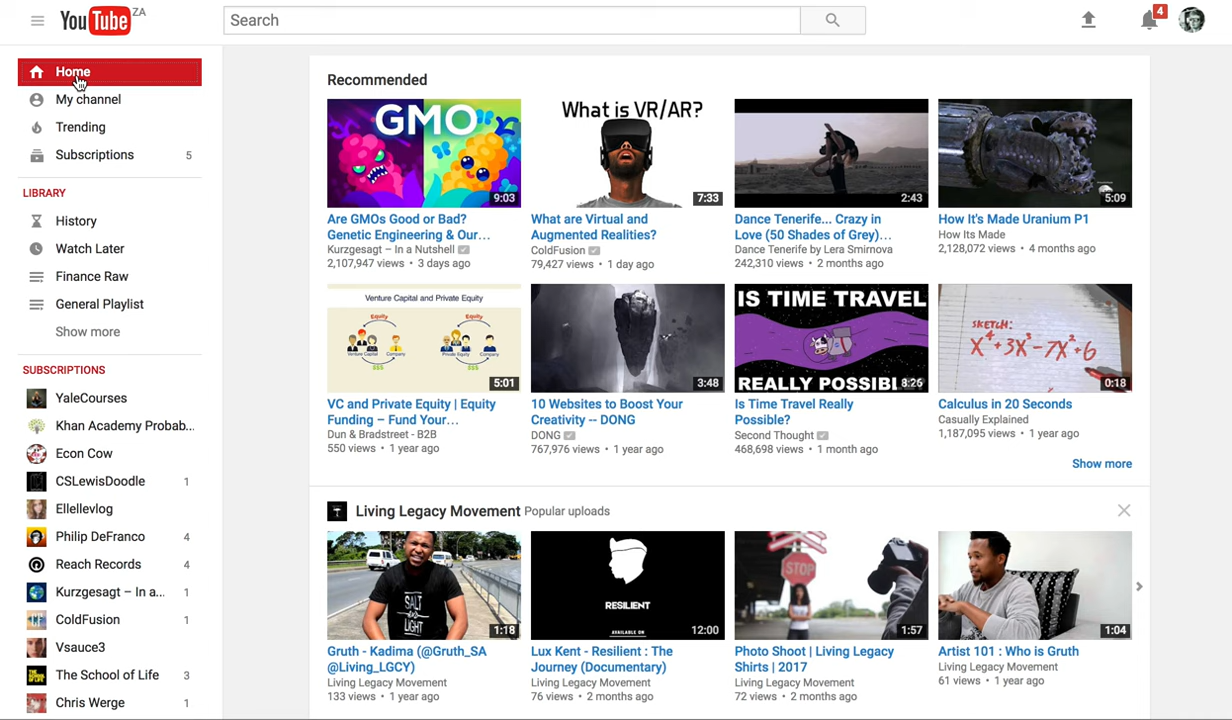 YouTube ZA
Search
4
Home
My channel
Trending
Subscriptions 5
LIBRARY
History
Watch Later
Finance Raw
General Playlist
Show more
SUBSCRIPTIONS
YaleCourses
Khan Academy Probab...
Econ Cow
CSLewisDoodle 1
Ellellevlog
Philip DeFranco 4
Reach Records 4
Kurzgesagt – In a... 1
ColdFusion 1
Vsauce3
The School of Life 3
Chris Werge 1
Recommended
GMO
9:03
Are GMOs Good or Bad?
Genetic Engineering & Our...
Kurzgesagt – In a Nutshell
2,107,947 views • 3 days ago
What is VR/AR?
7:33
What are Virtual and
Augmented Realities?
ColdFusion
79,427 views • 1 day ago
2:43
Dance Tenerife... Crazy in
Love (50 Shades of Grey)...
Dance Tenerife by Lera Smirnova
242,310 views • 2 months ago
5:09
How It's Made Uranium P1
How Its Made
2,128,072 views • 4 months ago
Venture Capital and Private Equity
Equity
Equity
Venture Capital
Company
Private Equity
Company
$$$
$$$
5:01
VC and Private Equity | Equity
Funding – Fund Your...
Dun & Bradstreet - B2B
550 views • 1 year ago
3:48
10 Websites to Boost Your
Creativity -- DONG
DONG
767,976 views • 1 year ago
IS TIME TRAVEL
REALLY POSSIBL
8:26
Is Time Travel Really
Possible?
Second Thought
468,698 views • 1 month ago
SKETCH:
x⁴+3x³-7x²+6
0:18
Calculus in 20 Seconds
Casually Explained
1,187,095 views • 1 year ago
Show more
Living Legacy Movement Popular uploads
SALT
LIGHT
1:18
Gruth - Kadima (@Gruth_SA
@Living_LGCY)
Living Legacy Movement
133 views • 1 year ago
RESILIENT
AVAILABLE ON
12:00
Lux Kent - Resilient : The
Journey (Documentary)
Living Legacy Movement
76 views • 2 months ago
STOP
1:57
Photo Shoot | Living Legacy
Shirts | 2017
Living Legacy Movement
72 views • 2 months ago
1:04
Artist 101 : Who is Gruth
Living Legacy Movement
61 views • 1 year ago